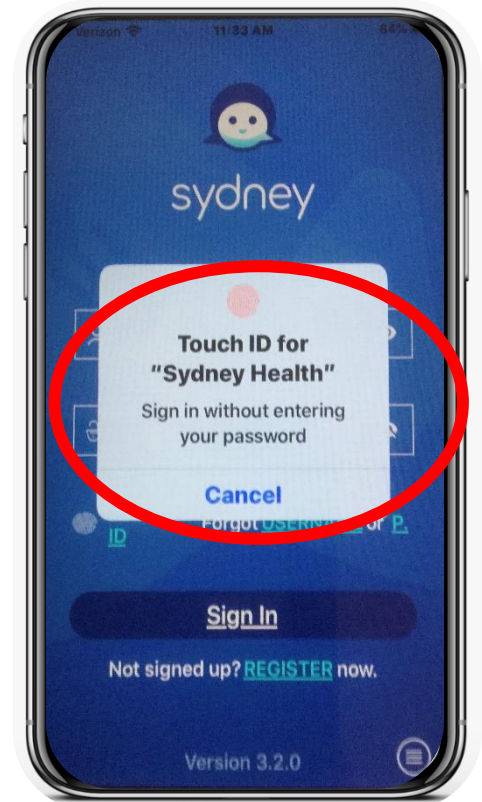 Verizon 11:33 AM 84%
sydney
Touch ID for
“Sydney Health”
Sign in without entering
your password
Cancel
Forgot or P.
ID
Sign In
Not signed up? REGISTER now.
Version 3.2.0